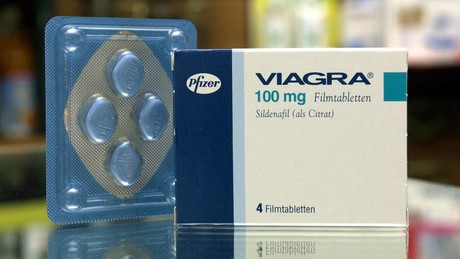 Pfizer
VIAGRA®
100 mg Filmtabletten
Sildenafil (als Citrat)
4 Filmtabletten